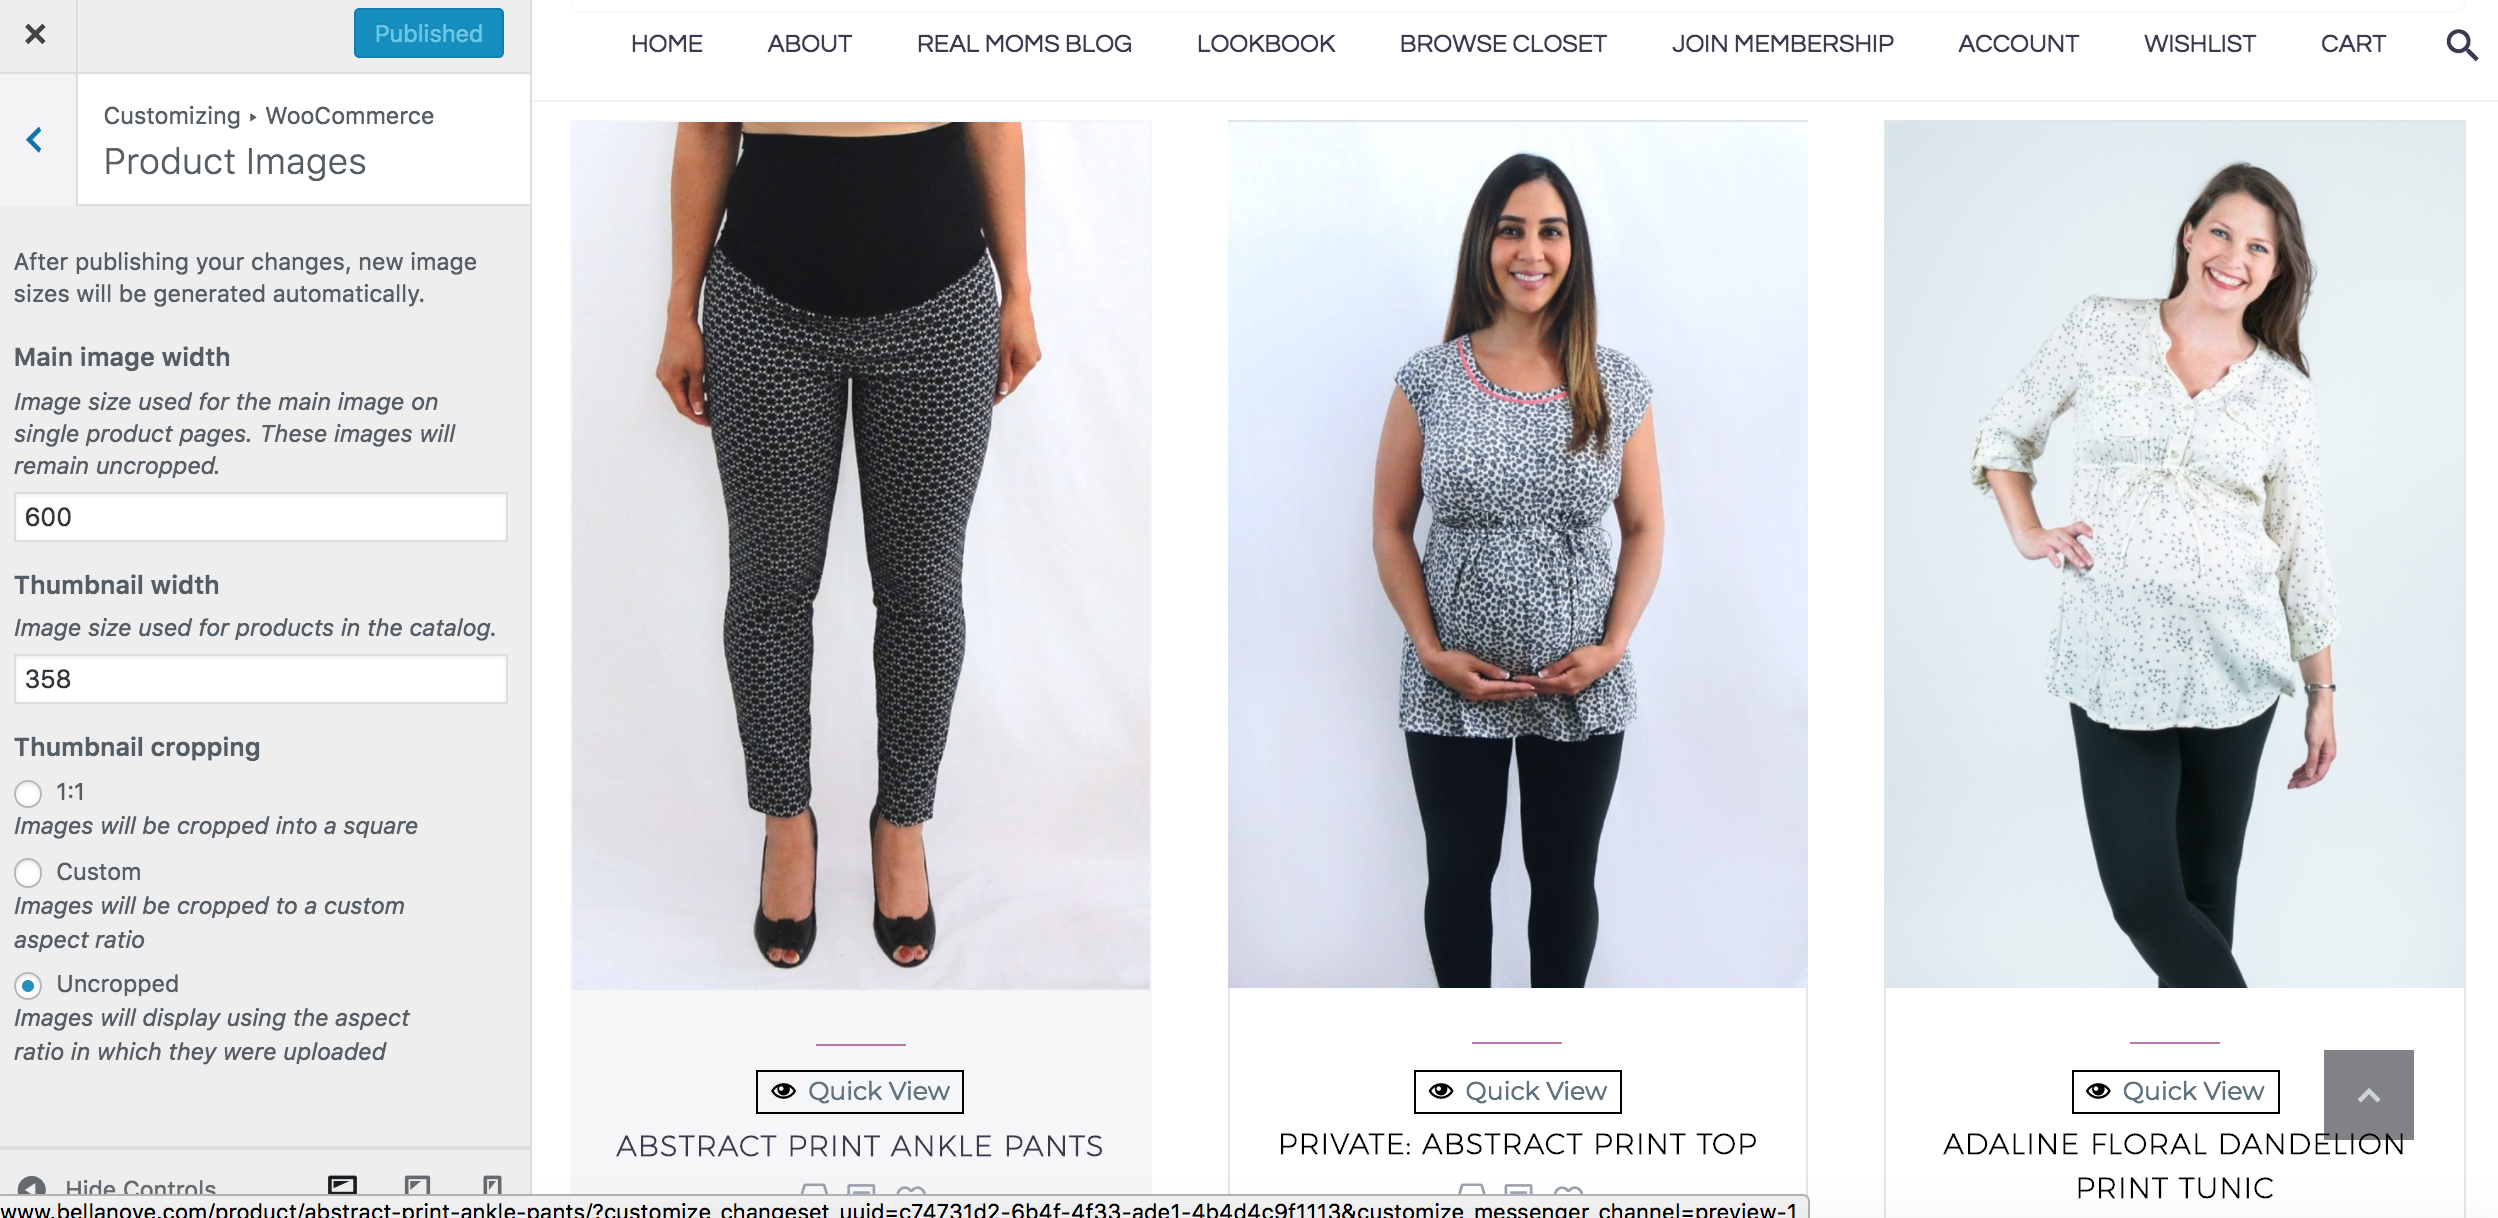 Published
Customizing ▸ WooCommerce
Product Images
After publishing your changes, new image
sizes will be generated automatically.
Main image width
Image size used for the main image on
single product pages. These images will
remain uncropped.
600
Thumbnail width
Image size used for products in the catalog.
358
Thumbnail cropping
1:1
Images will be cropped into a square
Custom
Images will be cropped to a custom
aspect ratio
Uncropped
Images will display using the aspect
ratio in which they were uploaded
Hide Controls
HOME ABOUT REAL MOMS BLOG LOOKBOOK BROWSE CLOSET JOIN MEMBERSHIP ACCOUNT WISHLIST CART
Quick View
ABSTRACT PRINT ANKLE PANTS
Quick View
PRIVATE: ABSTRACT PRINT TOP
Quick View
ADALINE FLORAL DANDELION
PRINT TUNIC
www.bellanove.com/product/abstract-print-ankle-pants/?customize_changeset_uuid=c74731d2-6b4f-4f33-ade1-4b4d4c9f1113&customize_messenger_channel=preview-1